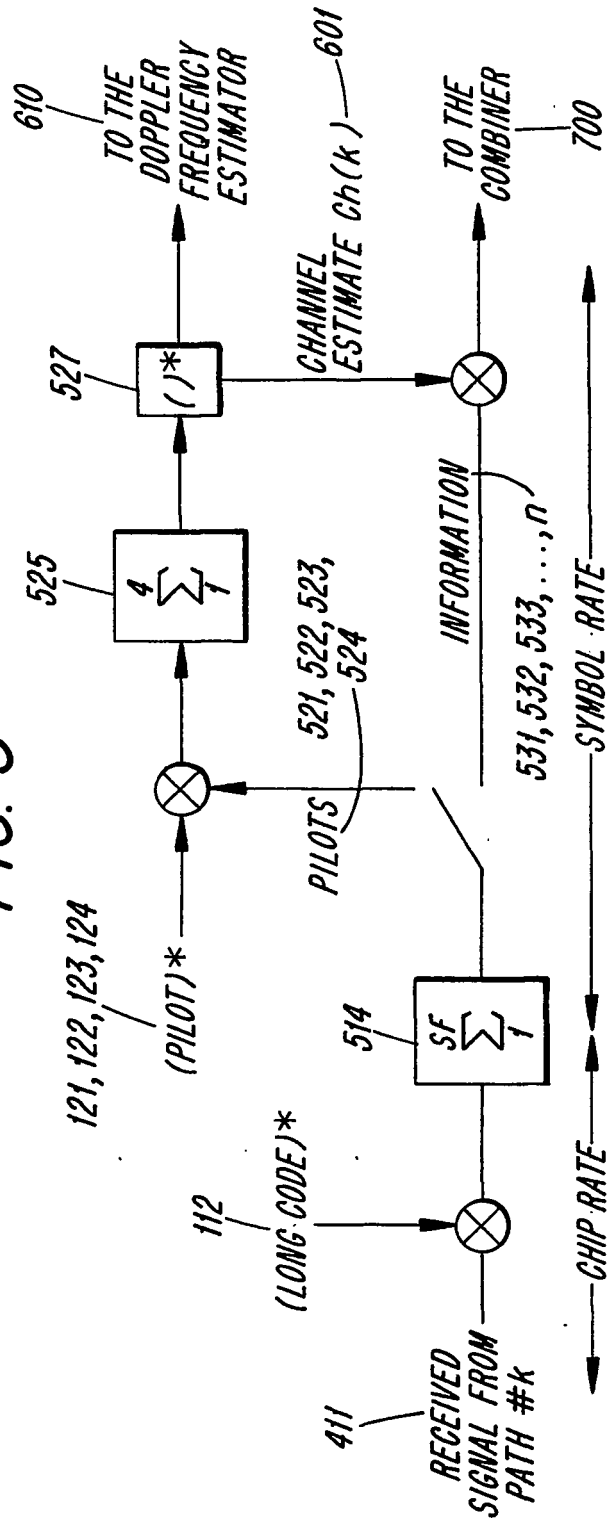 FIG. 5
610
TO THE
DOPPLER
FREQUENCY
ESTIMATOR
527
( )*
525
4
Σ
1
121, 122, 123, 124
(PILOT)*
CHANNEL
ESTIMATE Ch(k)
601
521, 522, 523,
524
PILOTS
INFORMATION
531, 532, 533, ..., n
TO THE
COMBINER
700
112
(LONG CODE)*
514
SF
Σ
1
411
RECEIVED
SIGNAL FROM
PATH #k
CHIP RATE
SYMBOL RATE